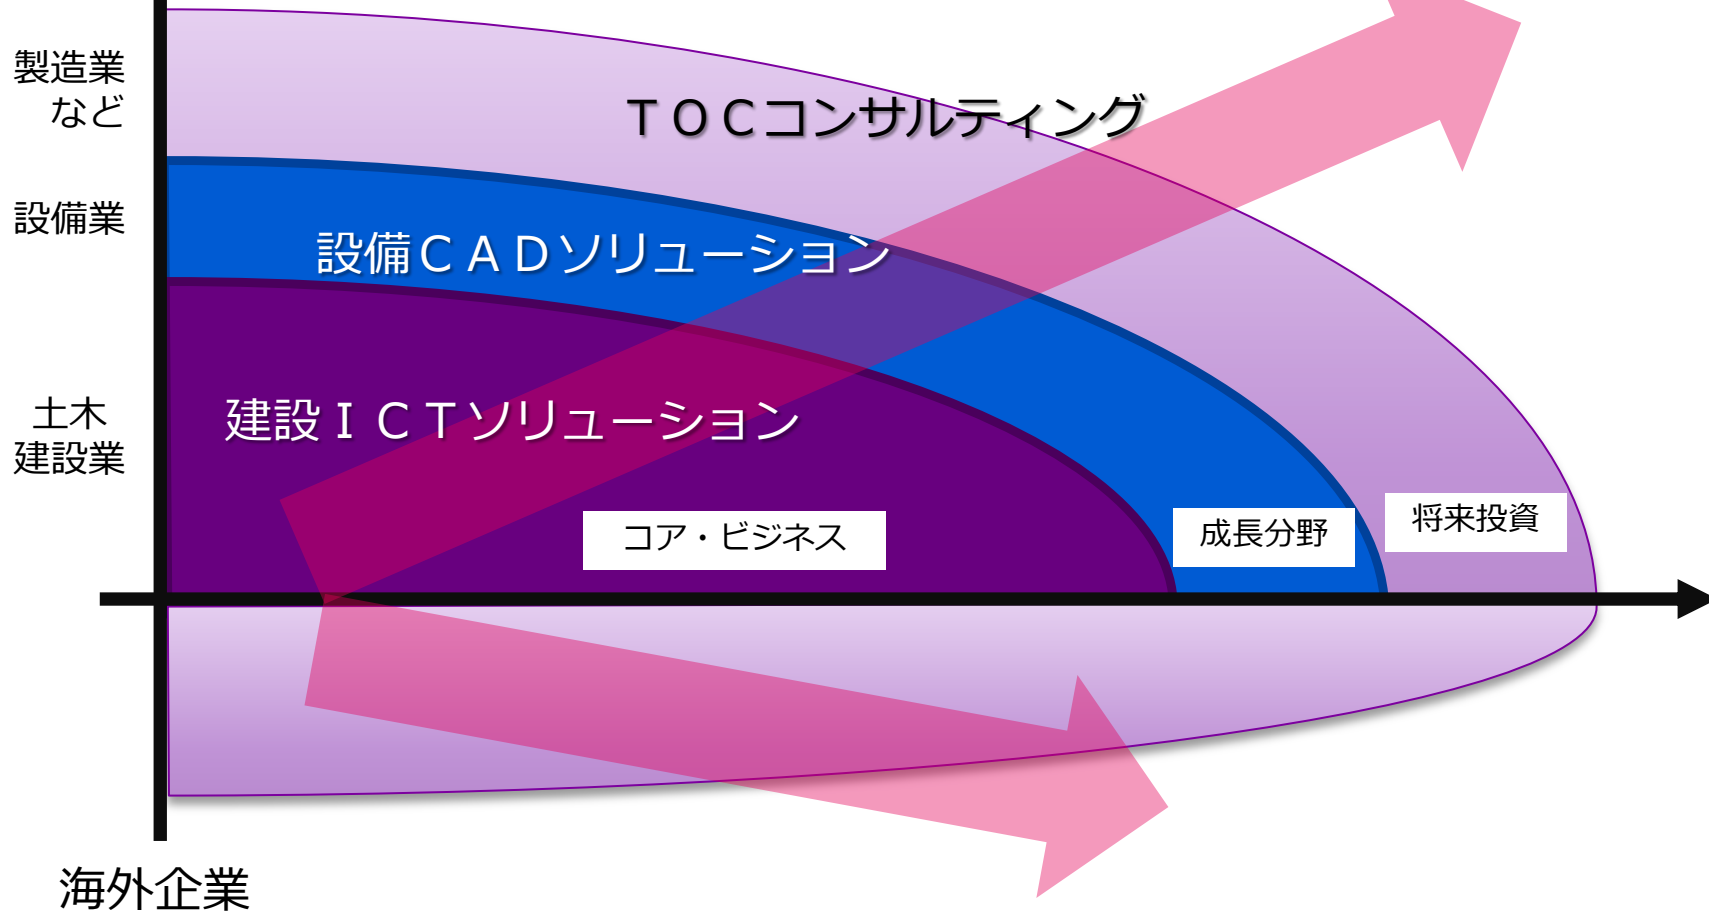 製造業
など
ＴＯＣコンサルティング
設備業
設備ＣＡＤソリューション
土木
建設業
建設ＩＣＴソリューション
コア・ビジネス
成長分野
将来投資
海外企業